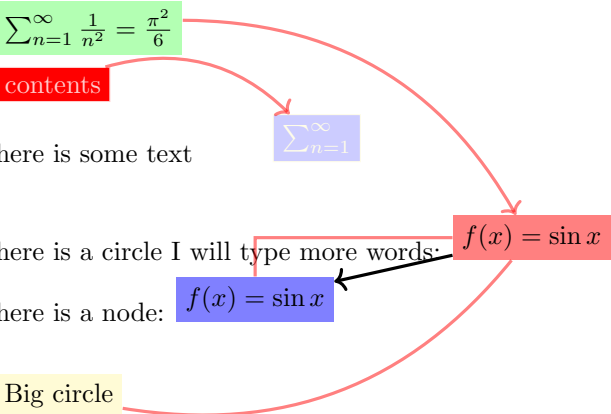 ∑_{n=1}^{∞} 1/n² = π²/6
contents
∑_{n=1}^{∞}
here is some text
f(x) = sin x
here is a circle I will type more words:
here is a node: f(x) = sin x
Big circle